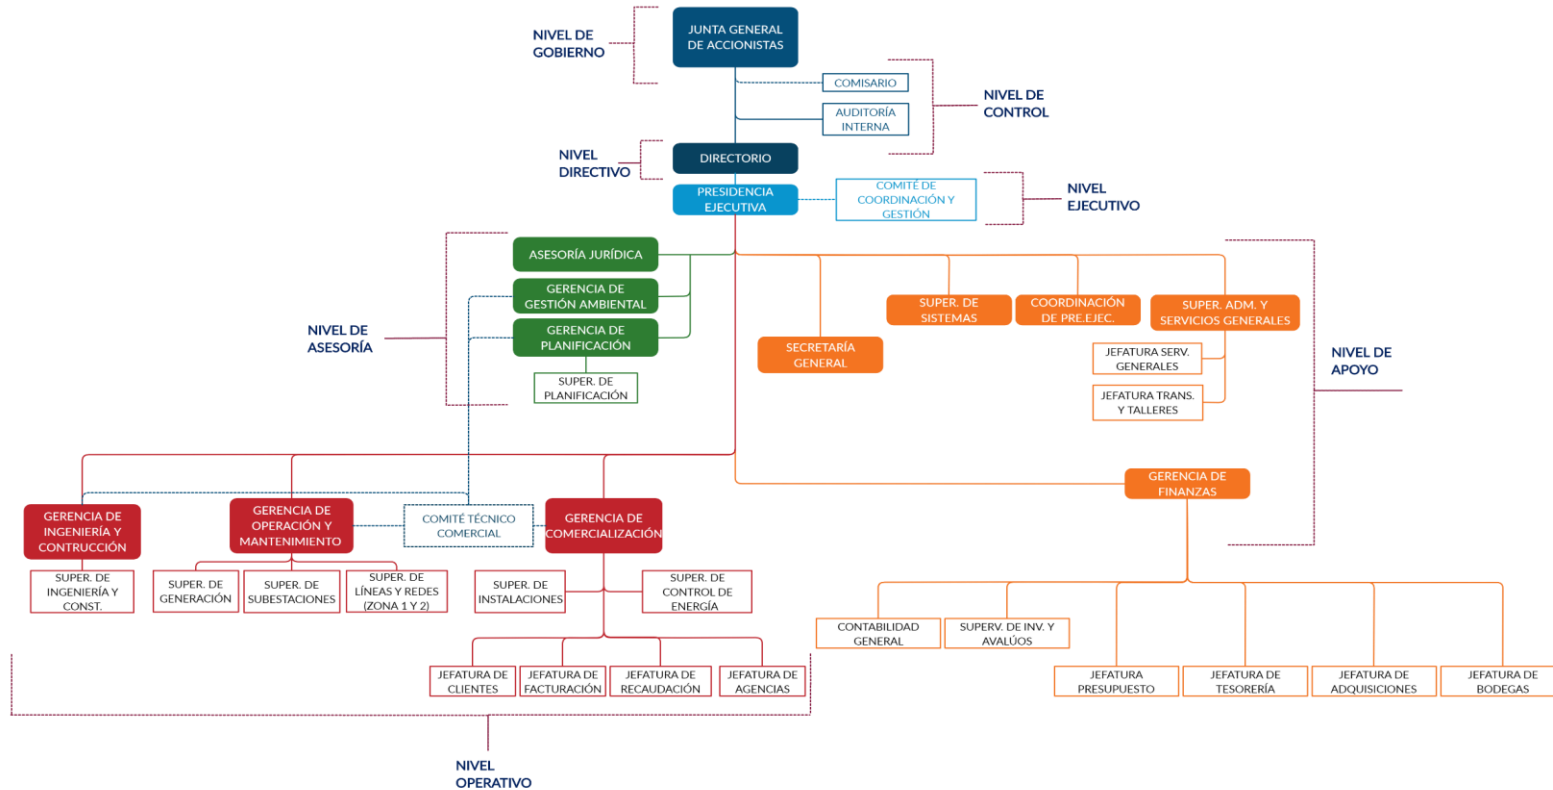 NIVEL DE
GOBIERNO
JUNTA GENERAL
DE ACCIONISTAS
COMISARIO
AUDITORÍA
INTERNA
NIVEL DE
CONTROL
NIVEL
DIRECTIVO
DIRECTORIO
PRESIDENCIA
EJECUTIVA
COMITÉ DE
COORDINACIÓN Y
GESTIÓN
NIVEL
EJECUTIVO
NIVEL DE
ASESORÍA
ASESORÍA JURÍDICA
GERENCIA DE
GESTIÓN AMBIENTAL
GERENCIA DE
PLANIFICACIÓN
SUPER. DE
PLANIFICACIÓN
SECRETARÍA
GENERAL
SUPER. DE
SISTEMAS
COORDINACIÓN
DE PRE.EJEC.
SUPER. ADM. Y
SERVICIOS GENERALES
JEFATURA SERV.
GENERALES
JEFATURA TRANS.
Y TALLERES
NIVEL DE
APOYO
GERENCIA DE
INGENIERÍA Y
CONTRUCCIÓN
GERENCIA DE
OPERACIÓN Y
MANTENIMIENTO
COMITÉ TÉCNICO
COMERCIAL
GERENCIA DE
COMERCIALIZACIÓN
GERENCIA DE
FINANZAS
SUPER. DE
INGENIERÍA Y
CONST.
SUPER. DE
GENERACIÓN
SUPER. DE
SUBESTACIONES
SUPER. DE
LÍNEAS Y REDES
(ZONA 1 Y 2)
SUPER. DE
INSTALACIONES
SUPER. DE
CONTROL DE
ENERGÍA
JEFATURA DE
CLIENTES
JEFATURA DE
FACTURACIÓN
JEFATURA DE
RECAUDACIÓN
JEFATURA DE
AGENCIAS
CONTABILIDAD
GENERAL
SUPERV. DE INV. Y
AVALÚOS
JEFATURA
PRESUPUESTO
JEFATURA DE
TESORERÍA
JEFATURA DE
ADQUISICIONES
JEFATURA DE
BODEGAS
NIVEL
OPERATIVO